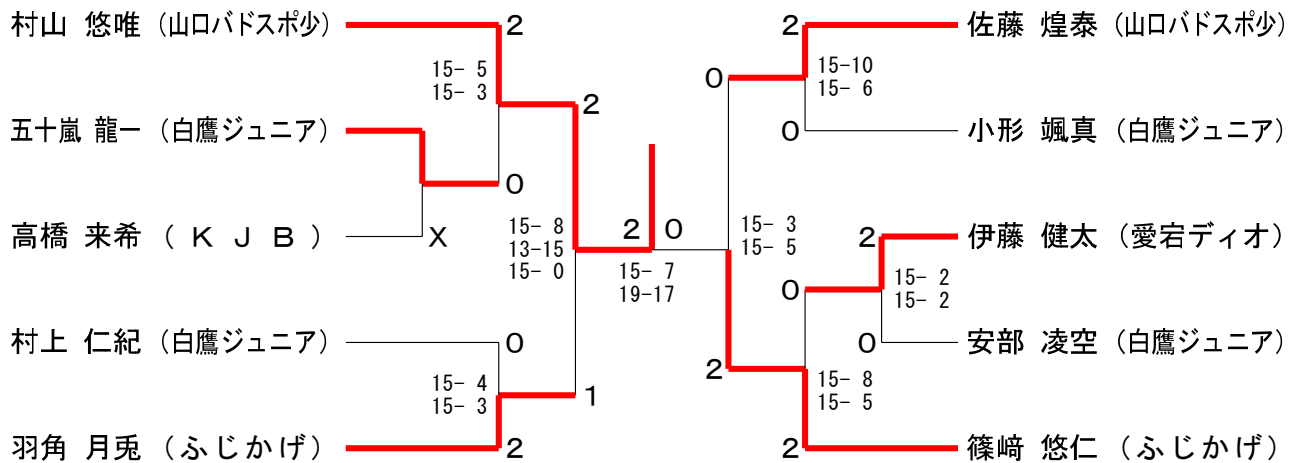 村山 悠唯 (山口バドスポ少)
2
15- 5
15- 3
五十嵐 龍一 (白鷹ジュニア)
0
高橋 来希 ( K J B )
X
2
15- 8
13-15
15- 0
村上 仁紀 (白鷹ジュニア)
0
15- 4
15- 3
1
羽角 月兎 (ふじかげ)
2
2 0
15- 7
19-17
2
佐藤 煌泰 (山口バドスポ少)
0
15-10
15- 6
0
小形 颯真 (白鷹ジュニア)
15- 3
15- 5
2
伊藤 健太 (愛宕ディオ)
0
15- 2
15- 2
0
安部 凌空 (白鷹ジュニア)
2
15- 8
15- 5
2
篠﨑 悠仁 (ふじかげ)